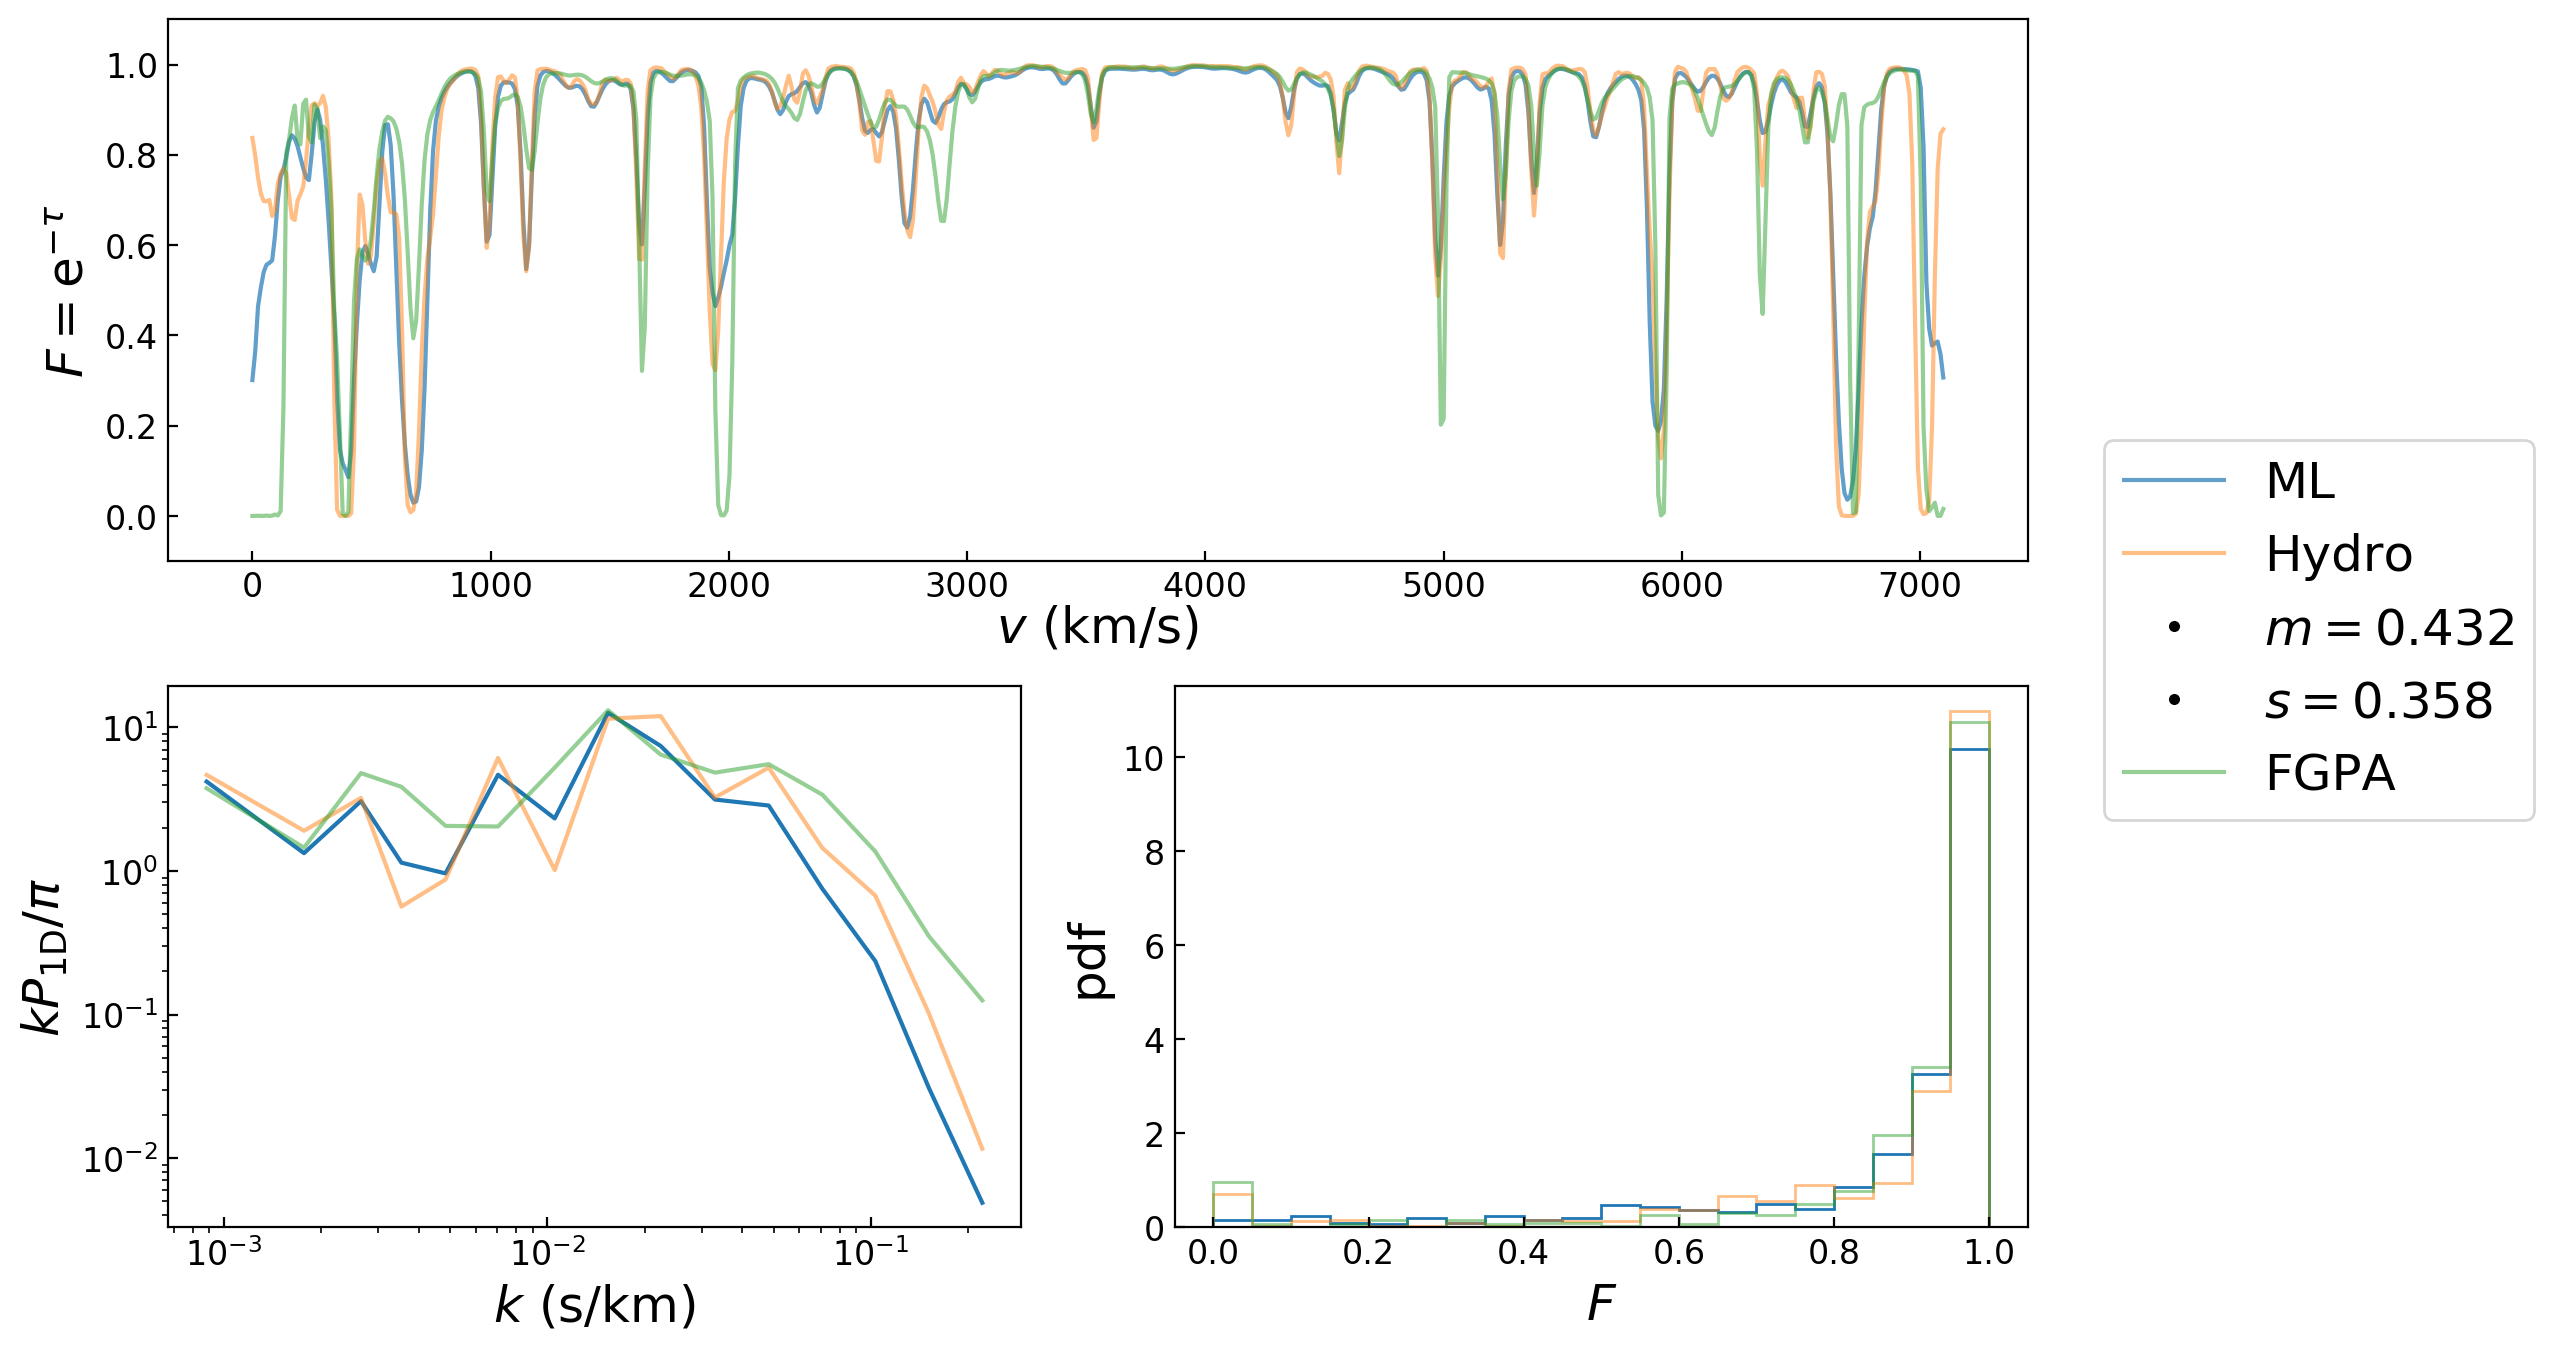 F = e^{−τ}
1.0
0.8
0.6
0.4
0.2
0.0
0 1000 2000 3000 4000 5000 6000 7000
v (km/s)
ML
Hydro
m = 0.432
s = 0.358
FGPA
kP_{1D}/π
10^1
10^0
10^{−1}
10^{−2}
10^{−3} 10^{−2} 10^{−1}
k (s/km)
pdf
10
8
6
4
2
0
0.0 0.2 0.4 0.6 0.8 1.0
F